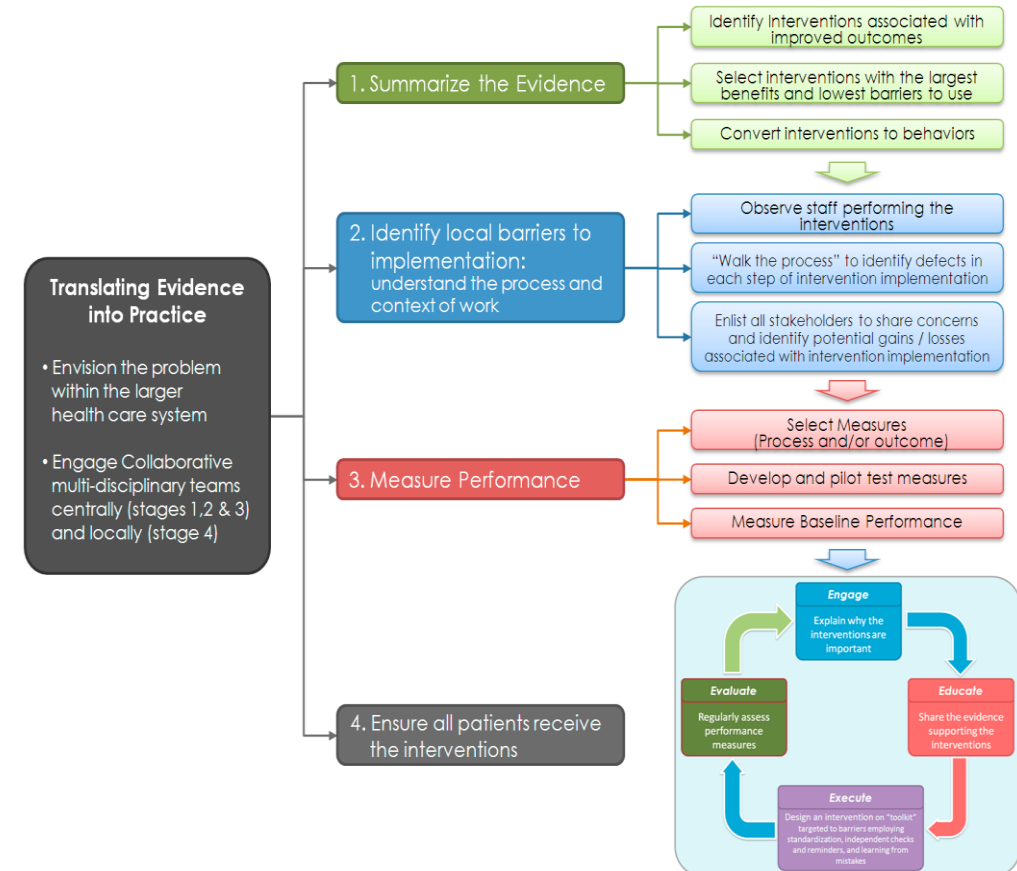 Translating Evidence
into Practice
• Envision the problem
within the larger
health care system
• Engage Collaborative
multi-disciplinary teams
centrally (stages 1,2 & 3)
and locally (stage 4)
1. Summarize the Evidence
Identify Interventions associated with
improved outcomes
Select interventions with the largest
benefits and lowest barriers to use
Convert interventions to behaviors
2. Identify local barriers to
implementation:
understand the process and
context of work
Observe staff performing the
interventions
“Walk the process” to identify defects in
each step of intervention implementation
Enlist all stakeholders to share concerns
and identify potential gains / losses
associated with intervention implementation
3. Measure Performance
Select Measures
(Process and/or outcome)
Develop and pilot test measures
Measure Baseline Performance
4. Ensure all patients receive
the interventions
Engage
Explain why the
interventions are
important
Educate
Share the evidence
supporting the
interventions
Execute
Design an intervention on “toolkit”
targeted to barriers employing
standardization, independent checks
and reminders, and learning from
mistakes
Evaluate
Regularly assess
performance
measures